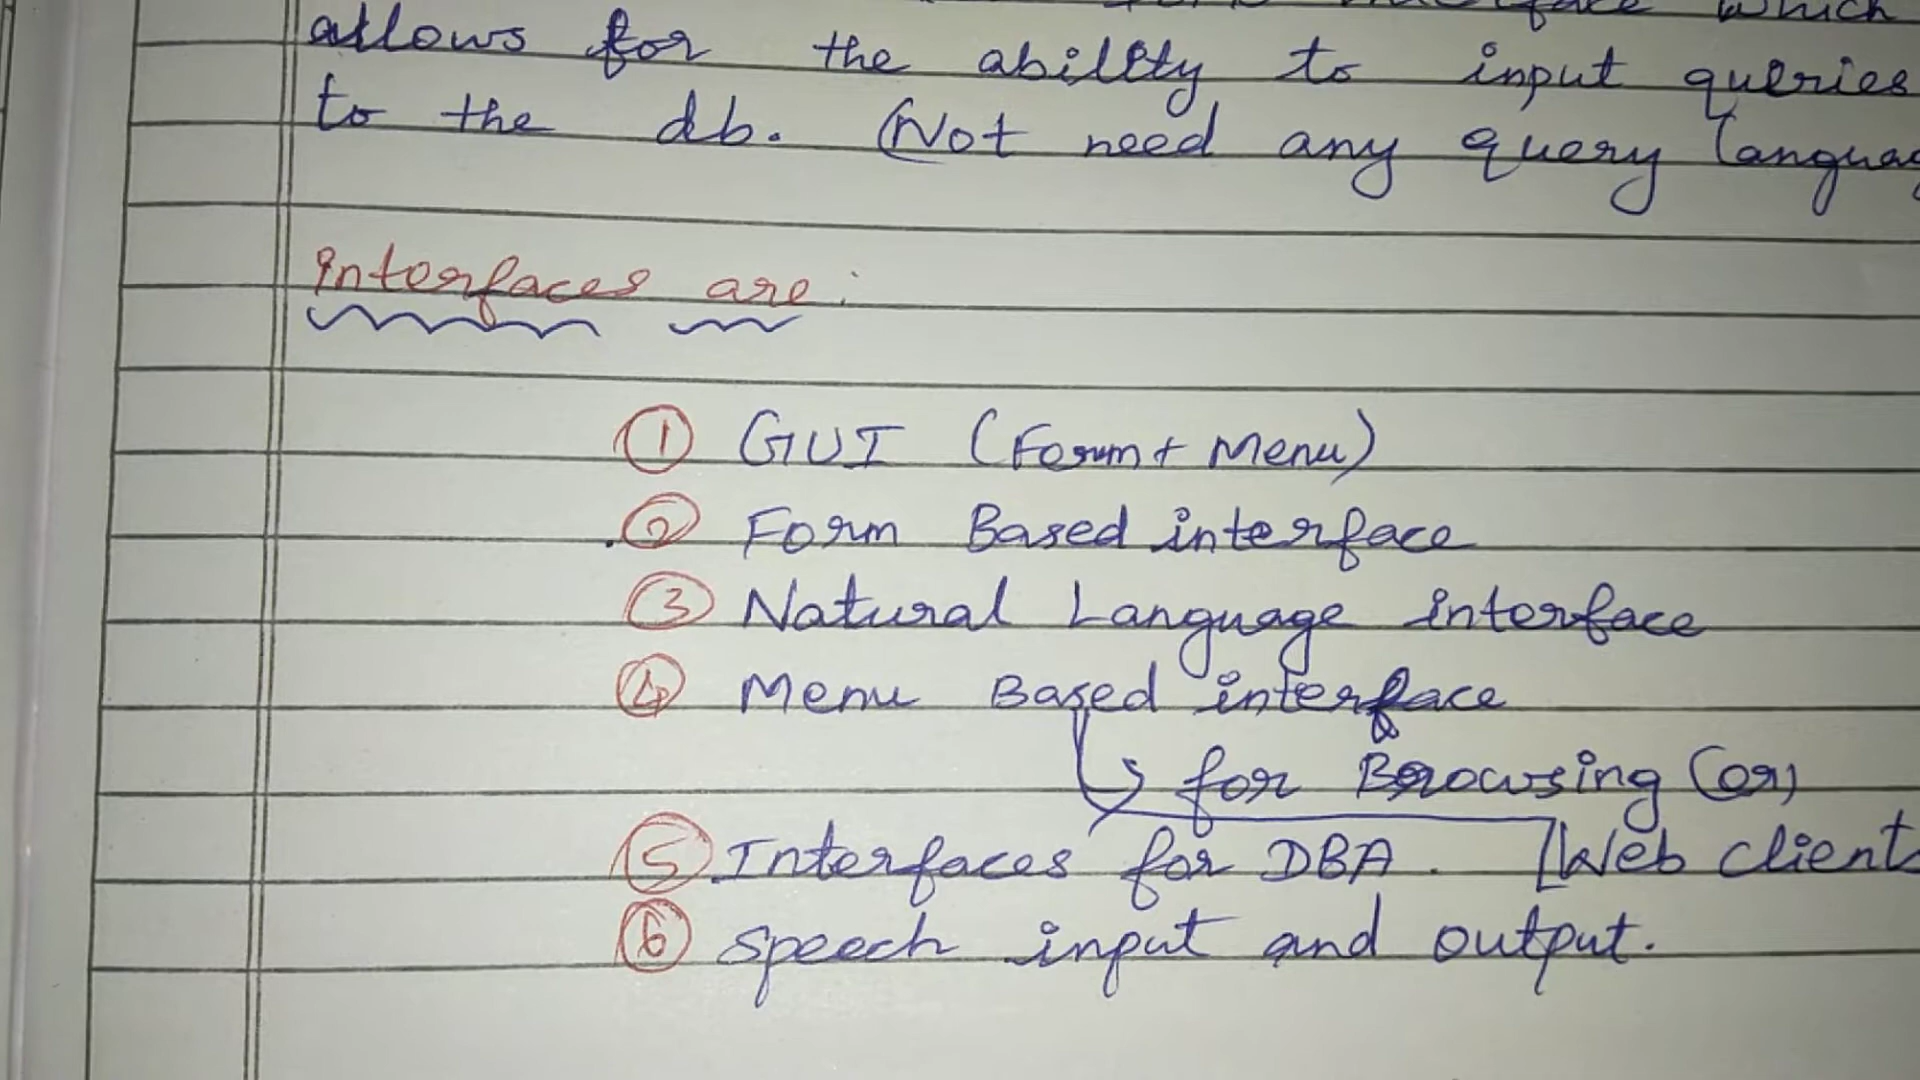 which
allows for the ability to input queries
to the db. (Not need any query
Interfaces are:
① GUI (Form + Menu)
② Form Based interface
③ Natural Language interface
④ Menu Based interface
↳ for Browsing (or)
⑤ Interfaces for DBA. [Web clients
⑥ speech input and output.